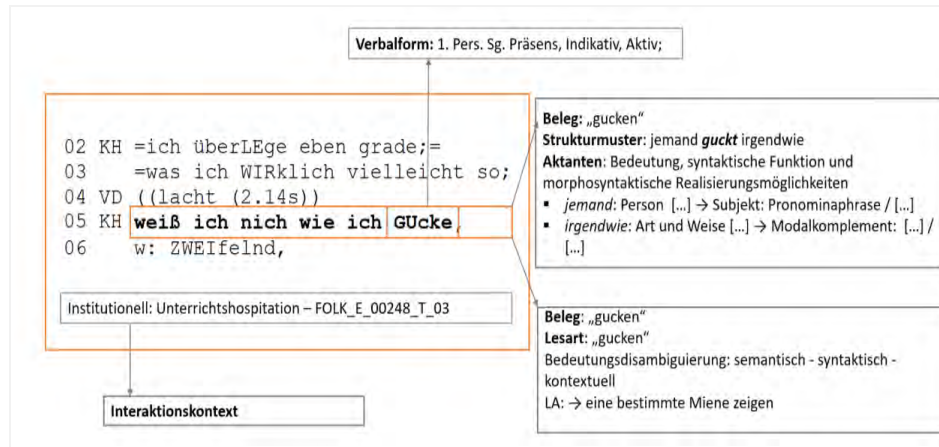 Verbalform: 1. Pers. Sg. Präsens, Indikativ, Aktiv;
02 KH =ich überLEge eben grade;=
03 =was ich WIRklich vielleicht so;
04 VD ((lacht (2.14s))
05 KH weiß ich nich wie ich GUcke,
06 w: ZWEIfelnd,
Institutionell: Unterrichtshospitation – FOLK_E_00248_T_03
Interaktionskontext
Beleg: „gucken“
Strukturmuster: jemand guckt irgendwie
Aktanten: Bedeutung, syntaktische Funktion und
morphosyntaktische Realisierungsmöglichkeiten
▪ jemand: Person [...] → Subjekt: Pronominaphrase / [...]
▪ irgendwie: Art und Weise [...] → Modalkomplement: [...] /
[...]
Beleg: „gucken“
Lesart: „gucken“
Bedeutungsdisambiguierung: semantisch - syntaktisch -
kontextuell
LA: → eine bestimmte Miene zeigen